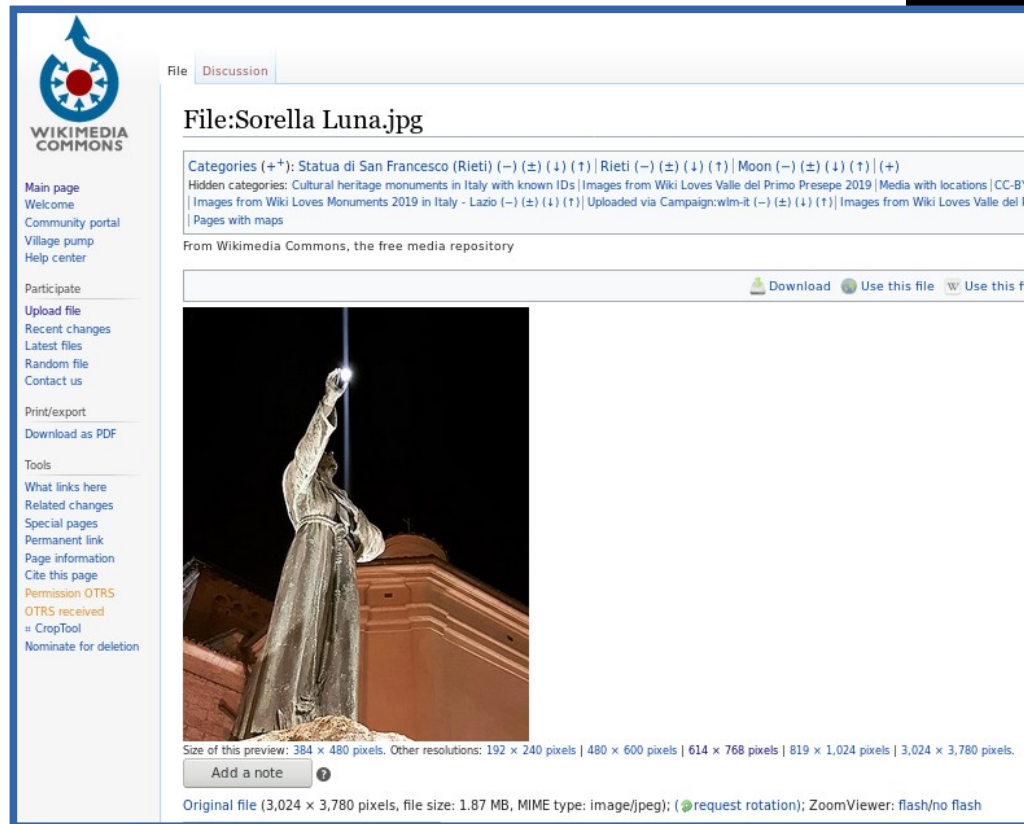 WIKIMEDIA
COMMONS
Main page
Welcome
Community portal
Village pump
Help center
Participate
Upload file
Recent changes
Latest files
Random file
Contact us
Print/export
Download as PDF
Tools
What links here
Related changes
Special pages
Permanent link
Page information
Cite this page
Permission OTRS
OTRS received
¤ CropTool
Nominate for deletion
File Discussion
File:Sorella Luna.jpg
Categories (++): Statua di San Francesco (Rieti) (−) (±) (↓) (↑) | Rieti (−) (±) (↓) (↑) | Moon (−) (±) (↓) (↑) | (+)
Hidden categories: Cultural heritage monuments in Italy with known IDs | Images from Wiki Loves Valle del Primo Presepe 2019 | Media with locations | CC-BY
| Images from Wiki Loves Monuments 2019 in Italy - Lazio (−) (±) (↓) (↑) | Uploaded via Campaign:wlm-it (−) (±) (↓) (↑) | Images from Wiki Loves Valle del
| Pages with maps
From Wikimedia Commons, the free media repository
Download Use this file W Use this
Size of this preview: 384 × 480 pixels. Other resolutions: 192 × 240 pixels | 480 × 600 pixels | 614 × 768 pixels | 819 × 1,024 pixels | 3,024 × 3,780 pixels.
Add a note ?
Original file (3,024 × 3,780 pixels, file size: 1.87 MB, MIME type: image/jpeg); (request rotation); ZoomViewer: flash/no flash